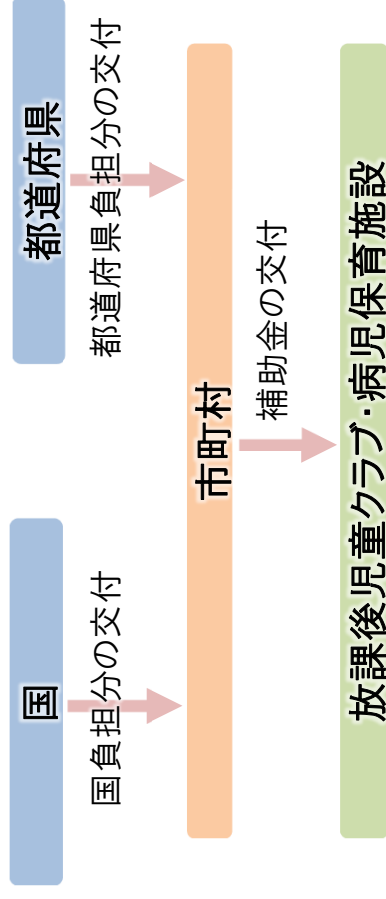 国
国負担分の交付
都道府県
都道府県負担分の交付
市町村
補助金の交付
放課後児童クラブ・病児保育施設